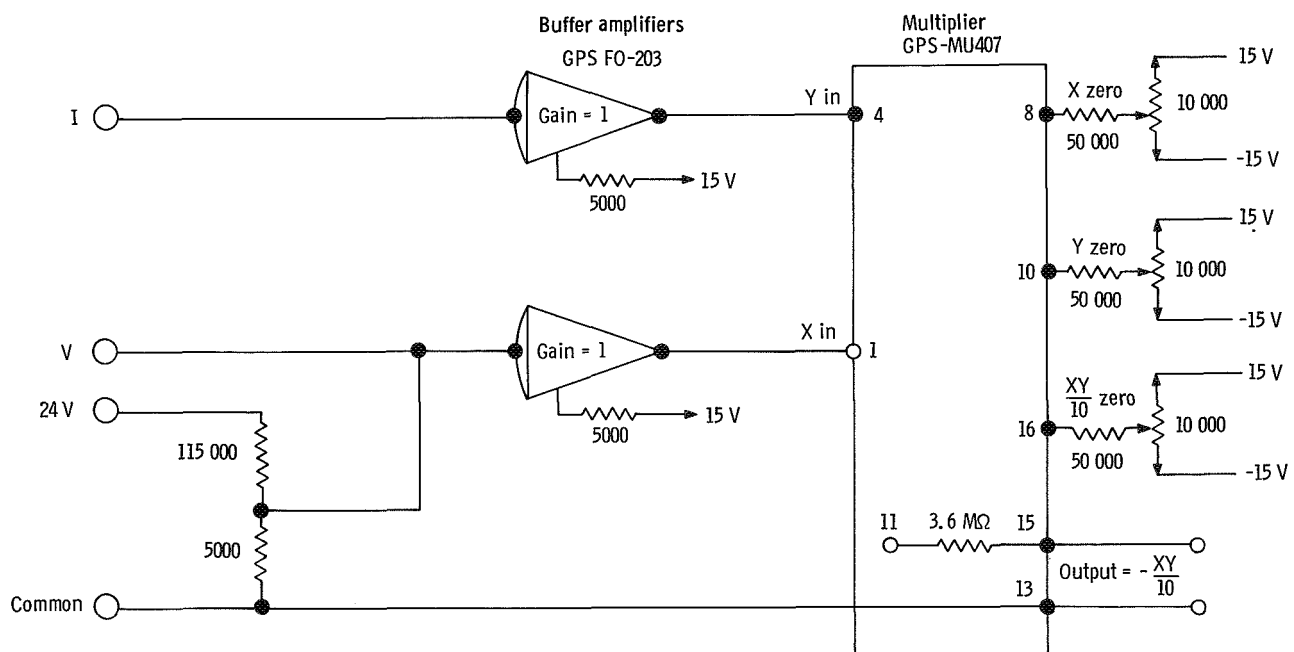 Buffer amplifiers
GPS FO-203
Multiplier
GPS-MU407
I
Gain = 1
5000
15 V
Y in
4
8
X zero
50 000
15 V
10 000
-15 V
10
Y zero
50 000
15 V
10 000
-15 V
V
Gain = 1
5000
15 V
X in
1
24 V
115 000
5000
Common
16
XY
10
zero
50 000
15 V
10 000
-15 V
11
3.6 MΩ
15
Output = - XY
10
13